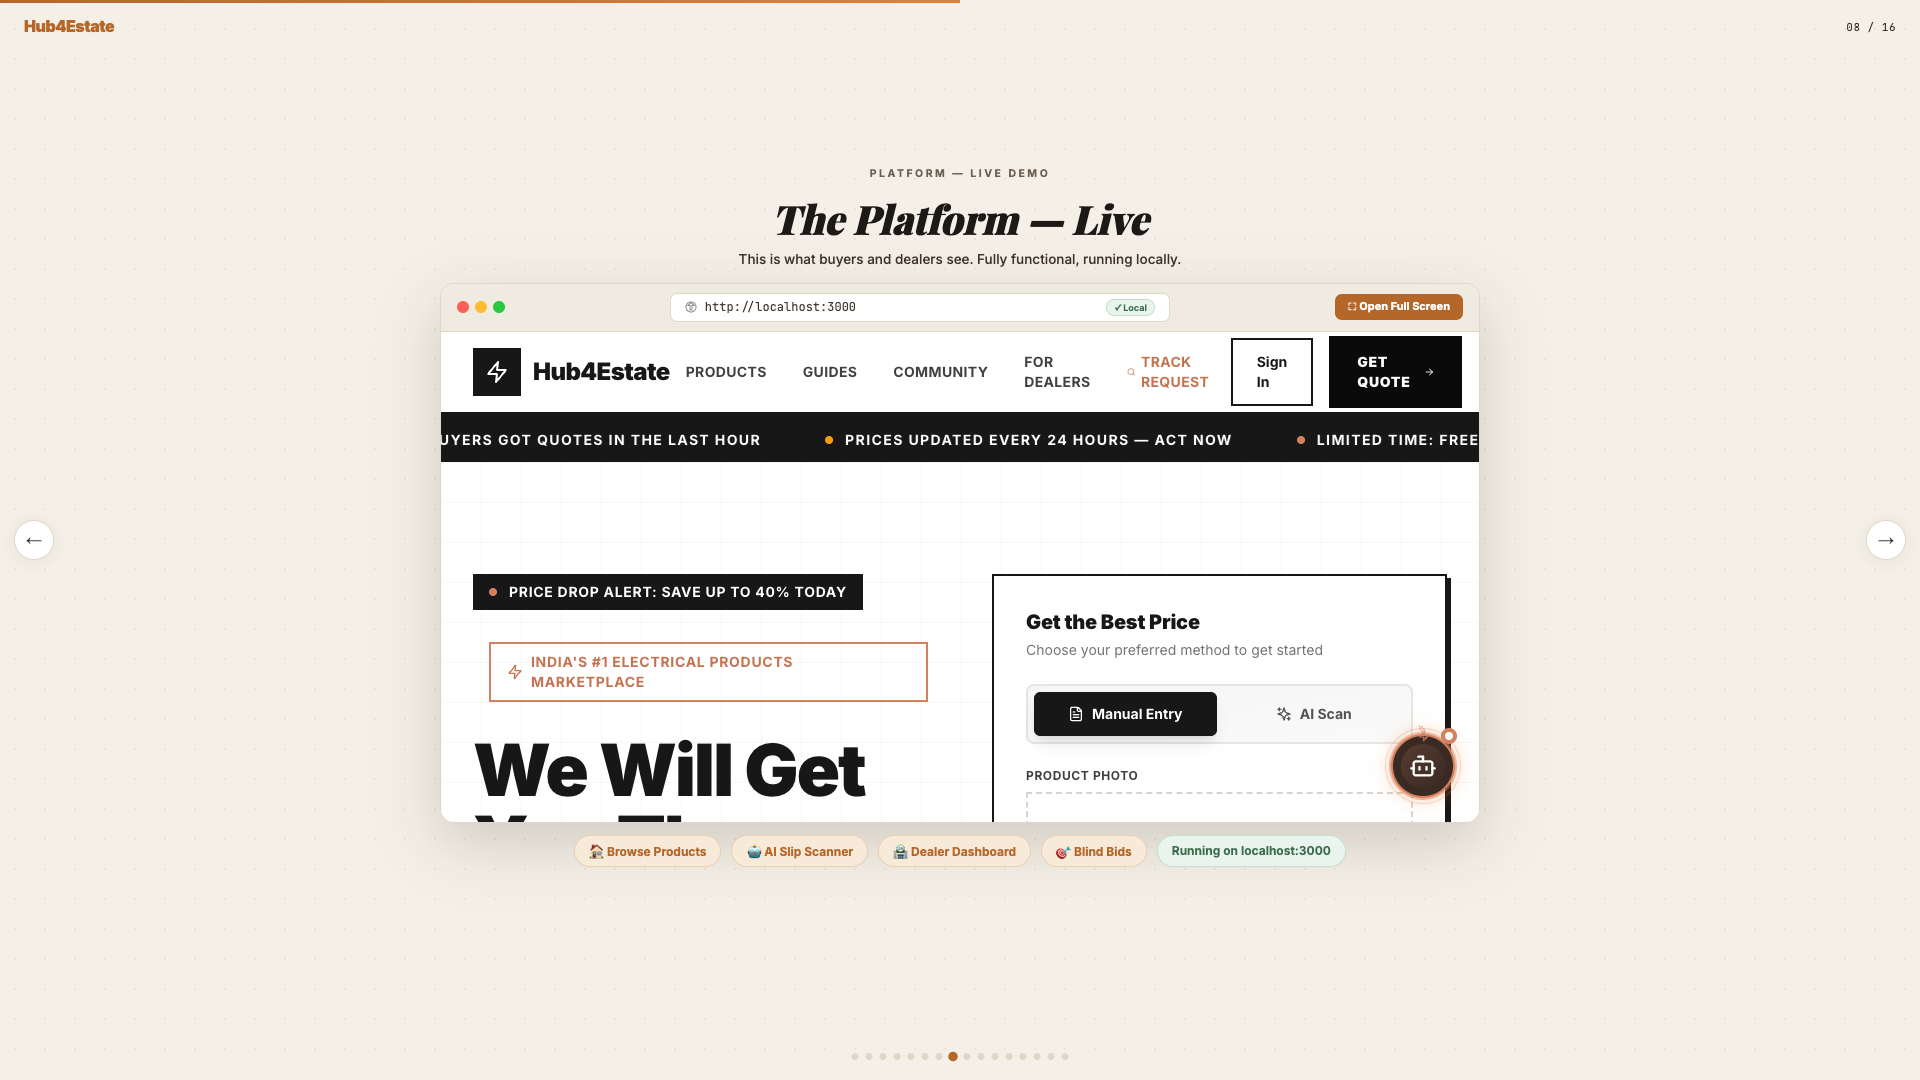 Hub4Estate
08 / 16
PLATFORM — LIVE DEMO
The Platform — Live
This is what buyers and dealers see. Fully functional, running locally.
http://localhost:3000
✓Local
Open Full Screen
Hub4Estate
PRODUCTS
GUIDES
COMMUNITY
FOR
DEALERS
TRACK
REQUEST
Sign
In
GET
QUOTE
UYERS GOT QUOTES IN THE LAST HOUR
PRICES UPDATED EVERY 24 HOURS — ACT NOW
LIMITED TIME: FREE
PRICE DROP ALERT: SAVE UP TO 40% TODAY
INDIA'S #1 ELECTRICAL PRODUCTS
MARKETPLACE
We Will Get
Get the Best Price
Choose your preferred method to get started
Manual Entry
AI Scan
PRODUCT PHOTO
Browse Products
AI Slip Scanner
Dealer Dashboard
Blind Bids
Running on localhost:3000